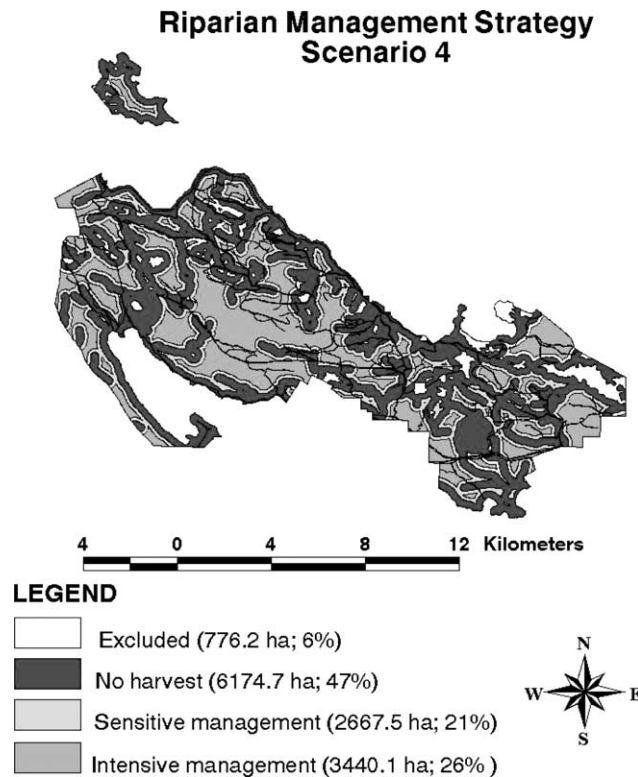 Riparian Management Strategy
Scenario 4
4 0 4 8 12 Kilometers
LEGEND
Excluded (776.2 ha; 6%)
No harvest (6174.7 ha; 47%)
Sensitive management (2667.5 ha; 21%)
Intensive management (3440.1 ha; 26% )
N
W E
S